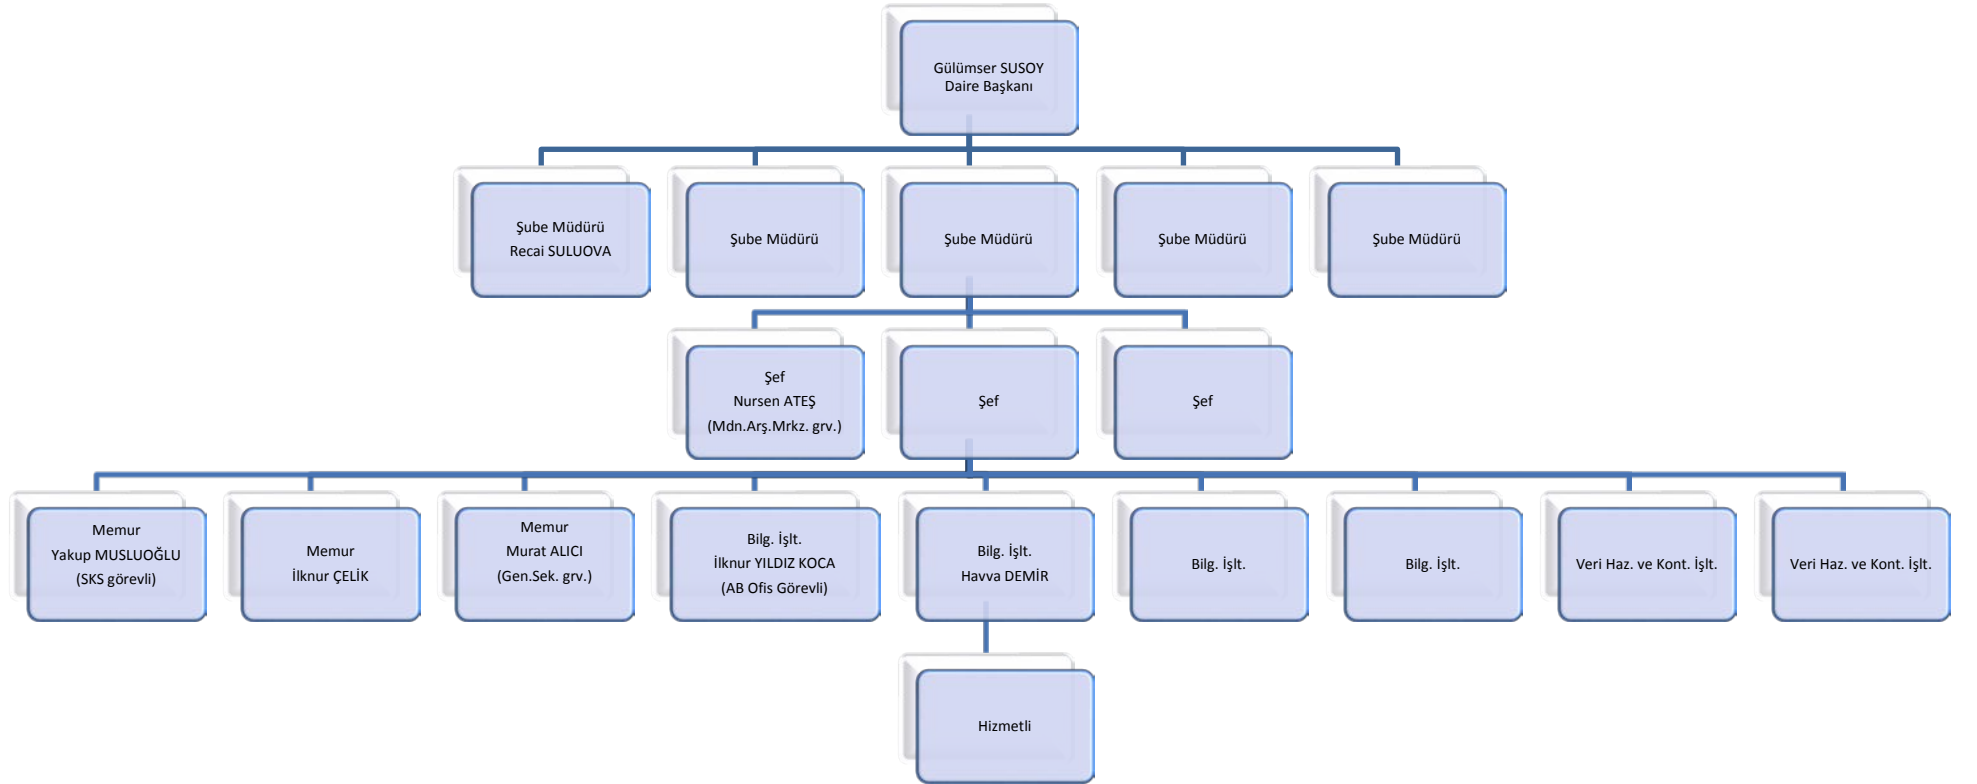 Gülümser SUSOY
Daire Başkanı
Şube Müdürü
Recai SULUOVA
Şube Müdürü
Şube Müdürü
Şube Müdürü
Şube Müdürü
Şef
Nursen ATEŞ
(Mdn.Arş.Mrkz. grv.)
Şef
Şef
Memur
Yakup MUSLUOĞLU
(SKS görevli)
Memur
İlknur ÇELİK
Memur
Murat ALICI
(Gen.Sek. grv.)
Bilg. İşlt.
İlknur YILDIZ KOCA
(AB Ofis Görevli)
Bilg. İşlt.
Havva DEMİR
Bilg. İşlt.
Bilg. İşlt.
Veri Haz. ve Kont. İşlt.
Veri Haz. ve Kont. İşlt.
Hizmetli